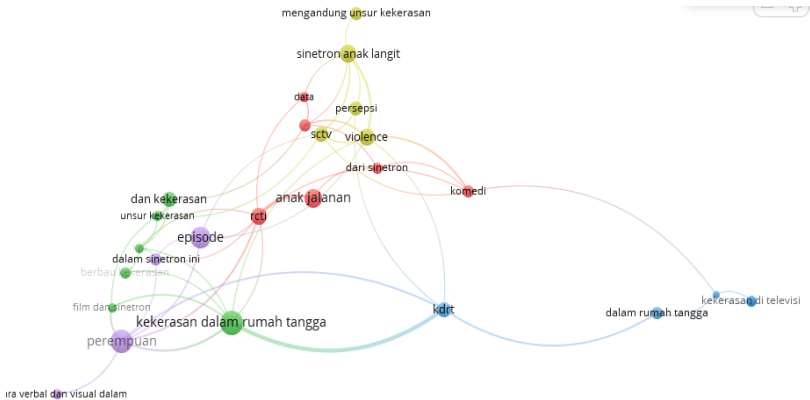 mengandung unsur kekerasan
sinetron anak langit
data
persepsi
sctv
violence
dari sinetron
komedi
dan kekerasan
anak jalanan
unsur kekerasan
rcti
episode
dalam sinetron ini
berbau kekerasan
kekerasan di televisi
film dan sinetron
kdrt
dalam rumah tangga
kekerasan dalam rumah tangga
perempuan
verbal dan visual dalam